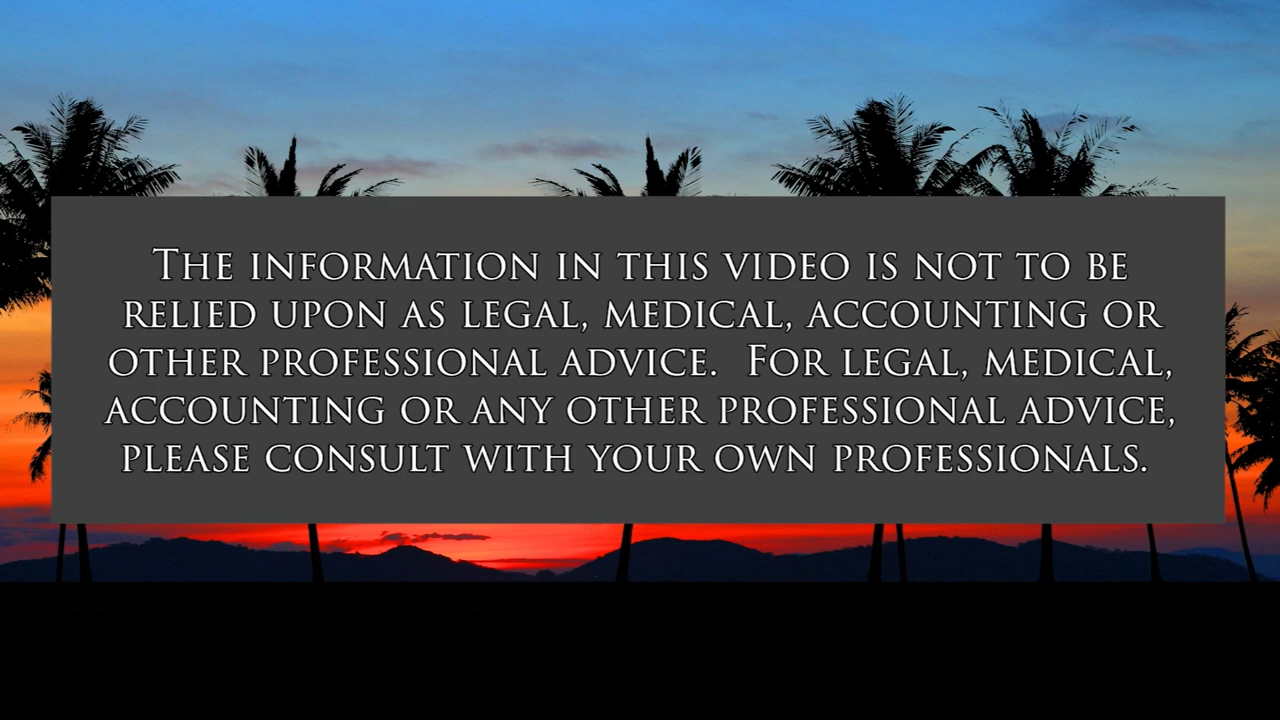 The information in this video is not to be
relied upon as legal, medical, accounting or
other professional advice.  For legal, medical,
accounting or any other professional advice,
please consult with your own professionals.